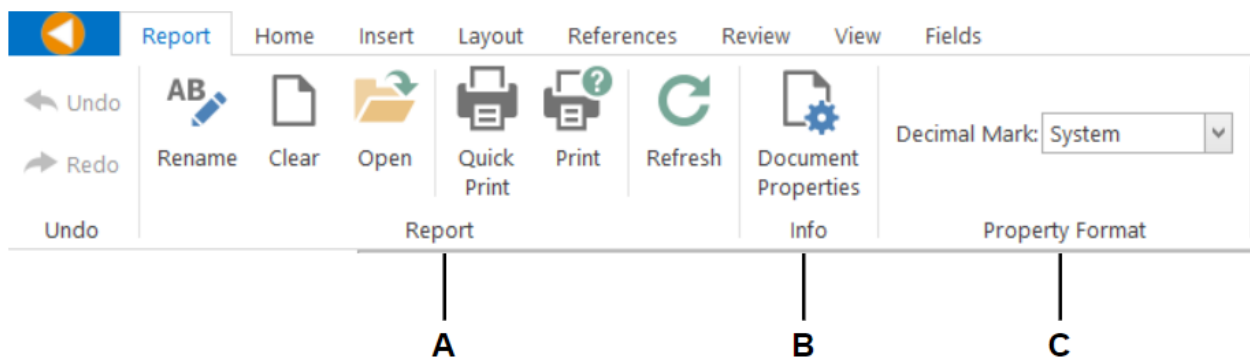 Report Home Insert Layout References Review View Fields
Undo
Redo
AB
Rename Clear Open Quick Print Refresh Document
Print Properties
?
Decimal Mark: System
Undo Report Info Property Format
A B C